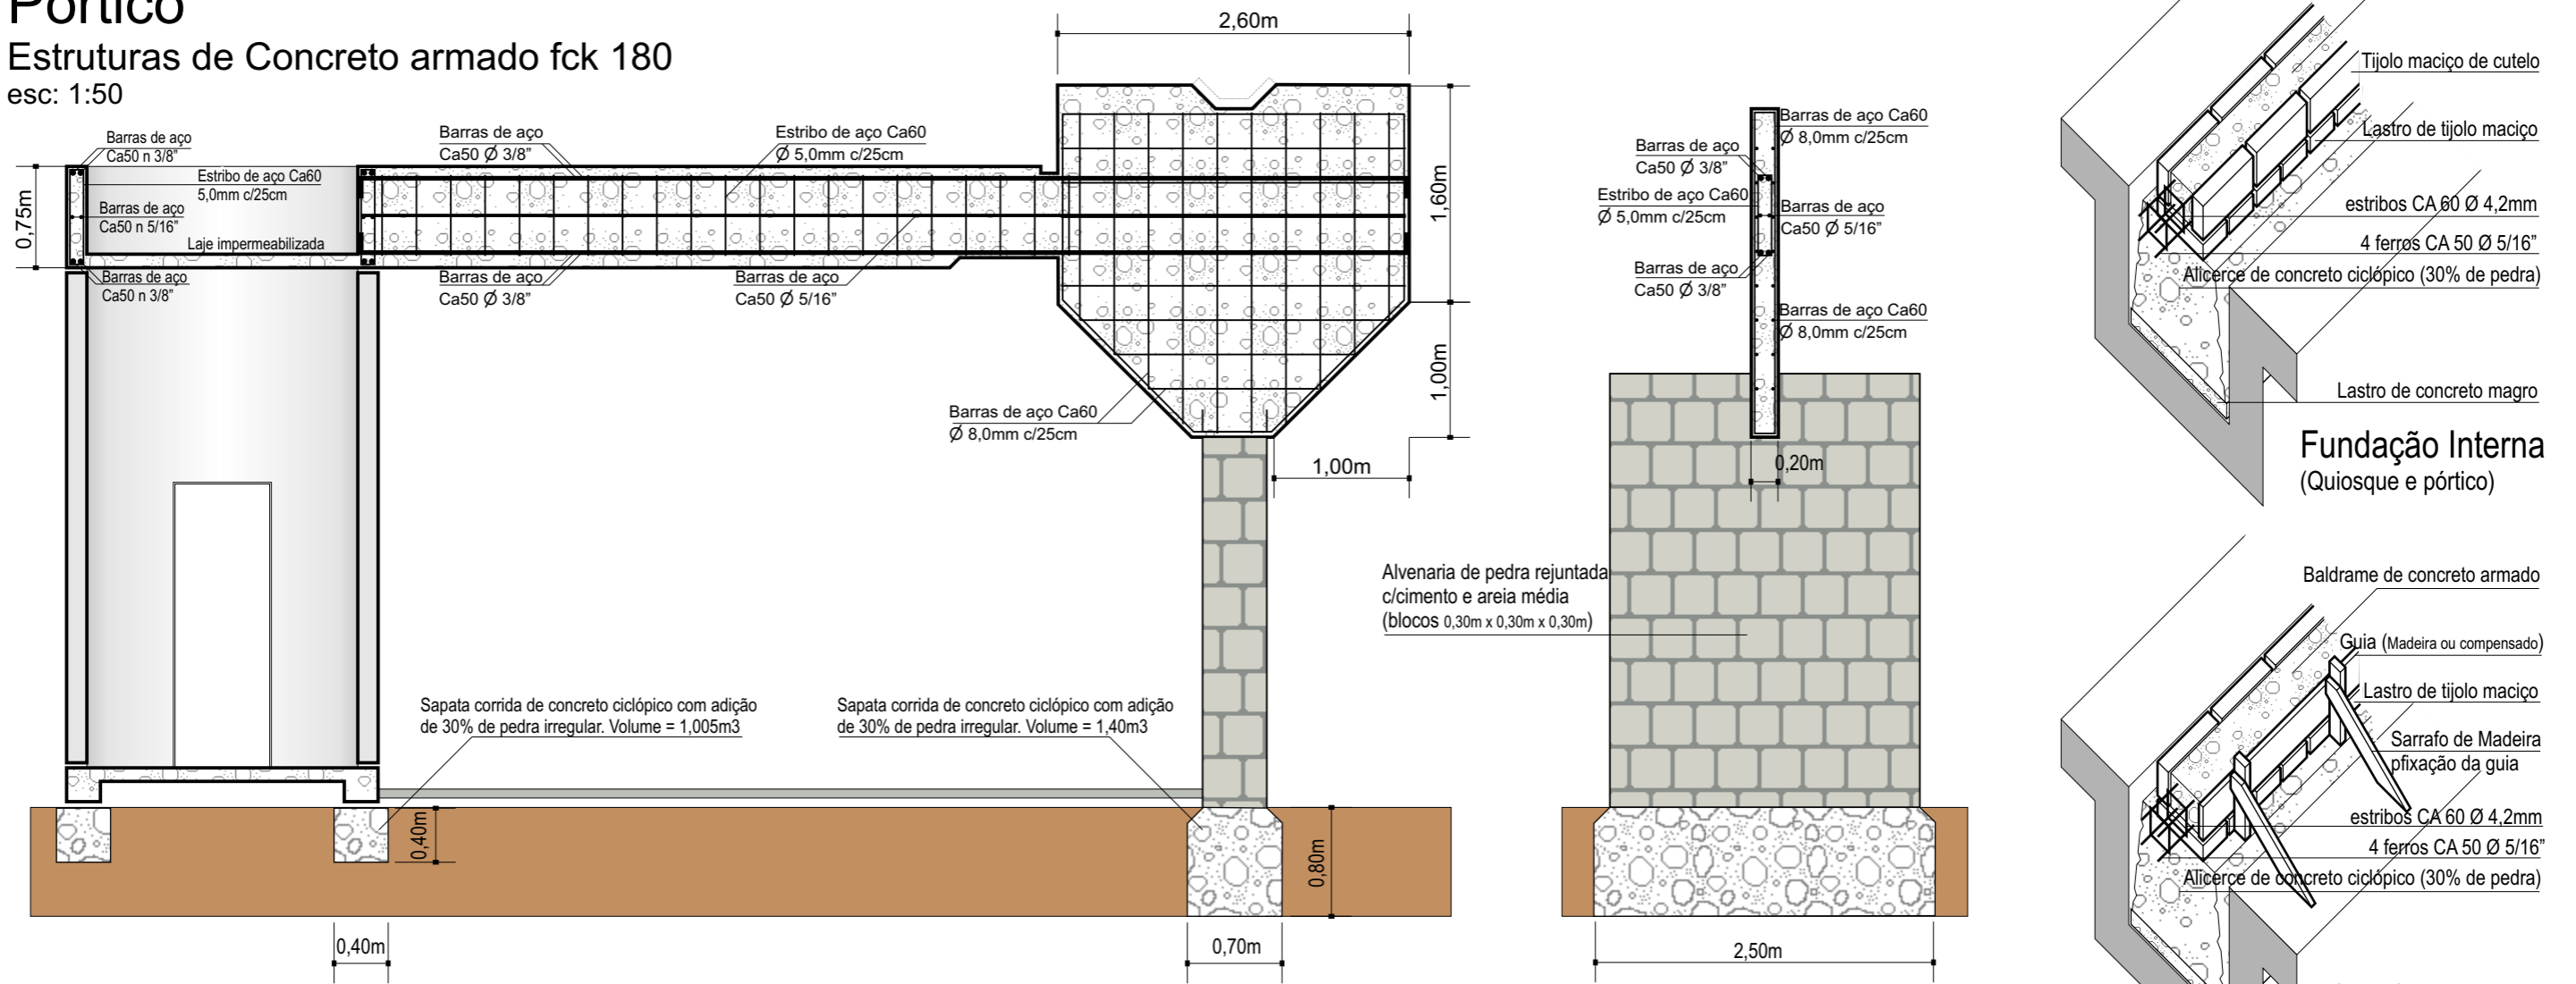 Pórtico
Estruturas de Concreto armado fck 180
esc: 1:50
2,60m
Barras de aço
Ca50 n 3/8”
Estribo de aço Ca60
5,0mm c/25cm
Barras de aço
Ca50 n 5/16”
Laje impermeabilizada
Barras de aço
Ca50 n 3/8”
0,75m
Barras de aço
Ca50 Ø 3/8”
Estribo de aço Ca60
Ø 5,0mm c/25cm
Barras de aço
Ca50 Ø 3/8”
Barras de aço
Ca50 Ø 5/16”
1,60m
1,00m
Barras de aço Ca60
Ø 8,0mm c/25cm
1,00m
Sapata corrida de concreto ciclópico com adição
de 30% de pedra irregular. Volume = 1,005m3
Sapata corrida de concreto ciclópico com adição
de 30% de pedra irregular. Volume = 1,40m3
0,40m
0,80m
0,40m
0,70m
Barras de aço Ca60
Ø 8,0mm c/25cm
Barras de aço
Ca50 Ø 3/8”
Estribo de aço Ca60
Ø 5,0mm c/25cm
Barras de aço
Ca50 Ø 5/16”
Barras de aço
Ca50 Ø 3/8”
Barras de aço Ca60
Ø 8,0mm c/25cm
0,20m
Alvenaria de pedra rejuntada
c/cimento e areia média
(blocos 0,30m x 0,30m x 0,30m)
2,50m
Tijolo maciço de cutelo
Lastro de tijolo maciço
estribos CA 60 Ø 4,2mm
4 ferros CA 50 Ø 5/16”
Alicerce de concreto ciclópico (30% de pedra)
Lastro de concreto magro
Fundação Interna
(Quiosque e pórtico)
Baldrame de concreto armado
Guia (Madeira ou compensado)
Lastro de tijolo maciço
Sarrafo de Madeira
pfixação da guia
estribos CA 60 Ø 4,2mm
4 ferros CA 50 Ø 5/16”
Alicerce de concreto ciclópico (30% de pedra)